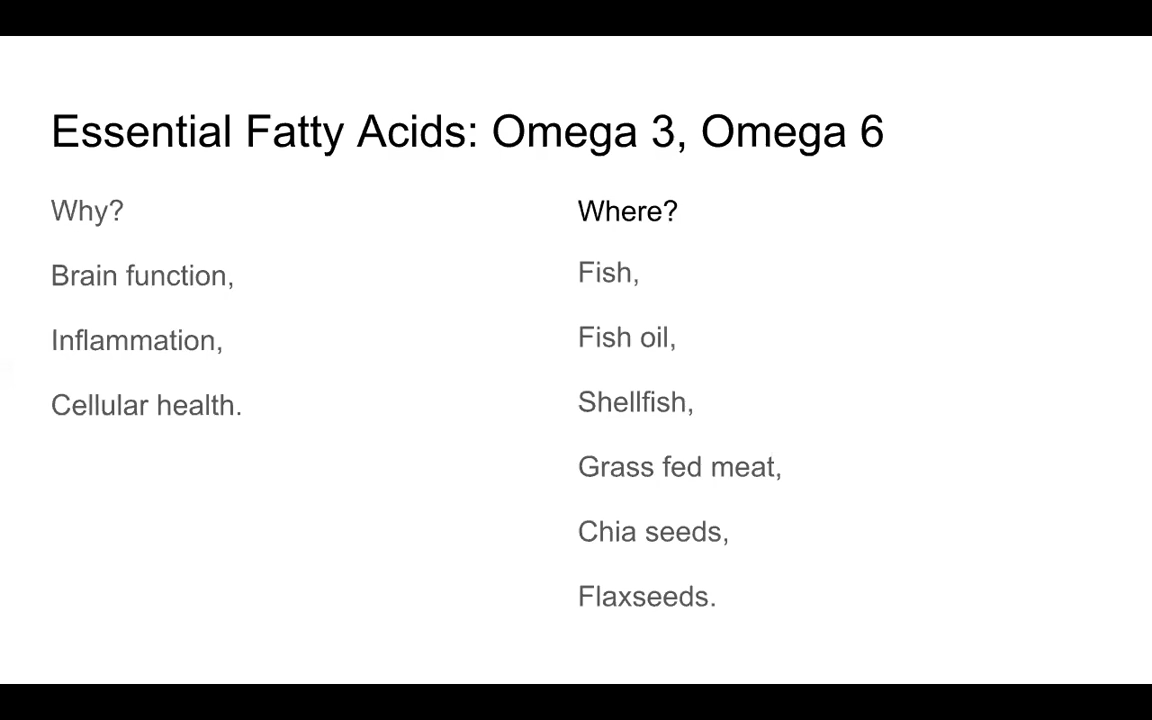 Essential Fatty Acids: Omega 3, Omega 6
Why?
Brain function,
Inflammation,
Cellular health.
Where?
Fish,
Fish oil,
Shellfish,
Grass fed meat,
Chia seeds,
Flaxseeds.